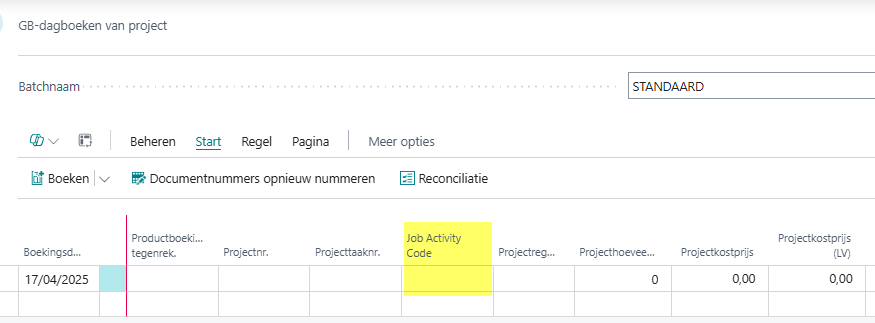 GB-dagboeken van project
Batchnaam
STANDAARD
Beheren Start Regel Pagina Meer opties
Boeken Documentnummers opnieuw nummeren Reconciliatie
Boekingsd...
Productboeki...
tegenrek.
Projectnr.
Projecttaaknr.
Job Activity
Code
Projectreg...
Projecthoevee...
Projectkostprijs
Projectkostprijs
(LV)
17/04/2025 0 0,00 0,00